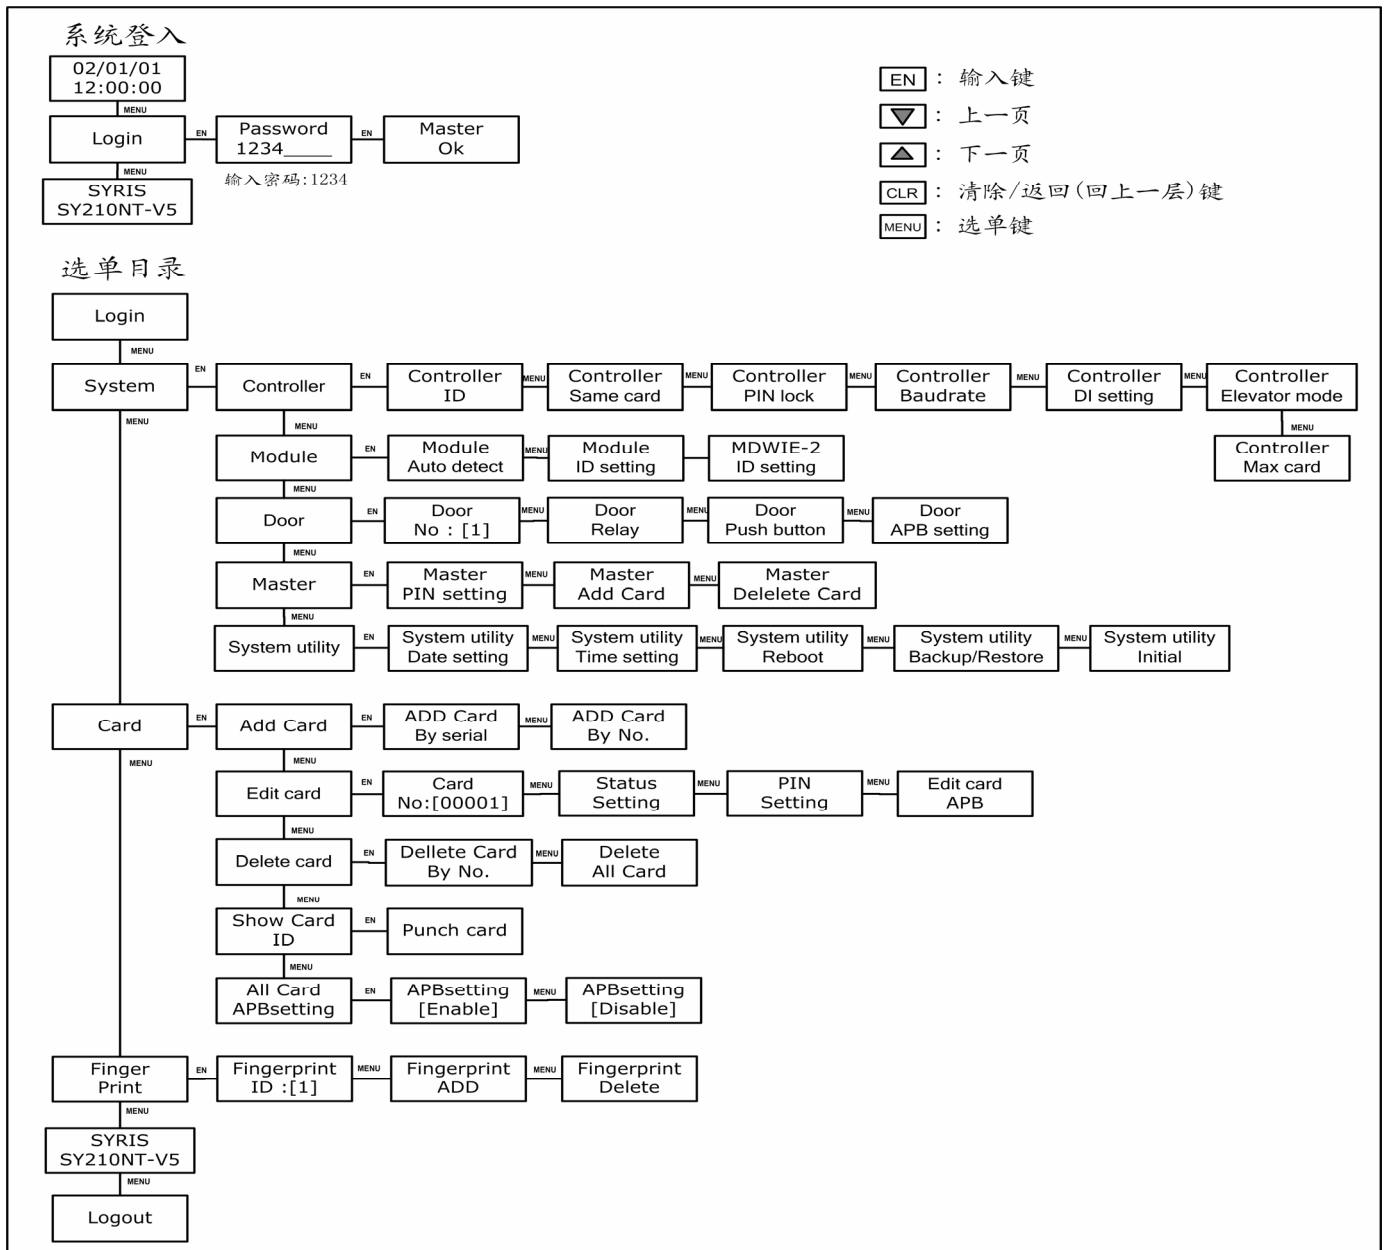 系统登入
02/01/01
12:00:00
MENU
Login
EN
Password
1234____
EN
Master
Ok
输入密码:1234
MENU
SYRIS
SY210NT-V5
EN : 输入键
▼ : 上一页
▲ : 下一页
CLR : 清除/返回(回上一层)键
MENU : 选单键
选单目录
Login
MENU
System
EN
Controller
EN
Controller
ID
MENU
Controller
Same card
MENU
Controller
PIN lock
MENU
Controller
Baudrate
MENU
Controller
DI setting
MENU
Controller
Elevator mode
MENU
Controller
Max card
MENU
MENU
Module
EN
Module
Auto detect
MENU
Module
ID setting
MDWIE-2
ID setting
MENU
Door
EN
Door
No : [1]
MENU
Door
Relay
MENU
Door
Push button
MENU
Door
APB setting
MENU
Master
EN
Master
PIN setting
MENU
Master
Add Card
MENU
Master
Delelete Card
MENU
System utility
EN
System utility
Date setting
MENU
System utility
Time setting
MENU
System utility
Reboot
MENU
System utility
Backup/Restore
MENU
System utility
Initial
Card
EN
Add Card
EN
ADD Card
By serial
MENU
ADD Card
By No.
MENU
MENU
Edit card
EN
Card
No:[00001]
MENU
Status
Setting
MENU
PIN
Setting
MENU
Edit card
APB
MENU
Delete card
EN
Dellete Card
By No.
MENU
Delete
All Card
MENU
Show Card
ID
EN
Punch card
MENU
All Card
APBsetting
EN
APBsetting
[Enable]
MENU
APBsetting
[Disable]
Finger
Print
EN
Fingerprint
ID :[1]
MENU
Fingerprint
ADD
MENU
Fingerprint
Delete
MENU
SYRIS
SY210NT-V5
MENU
Logout